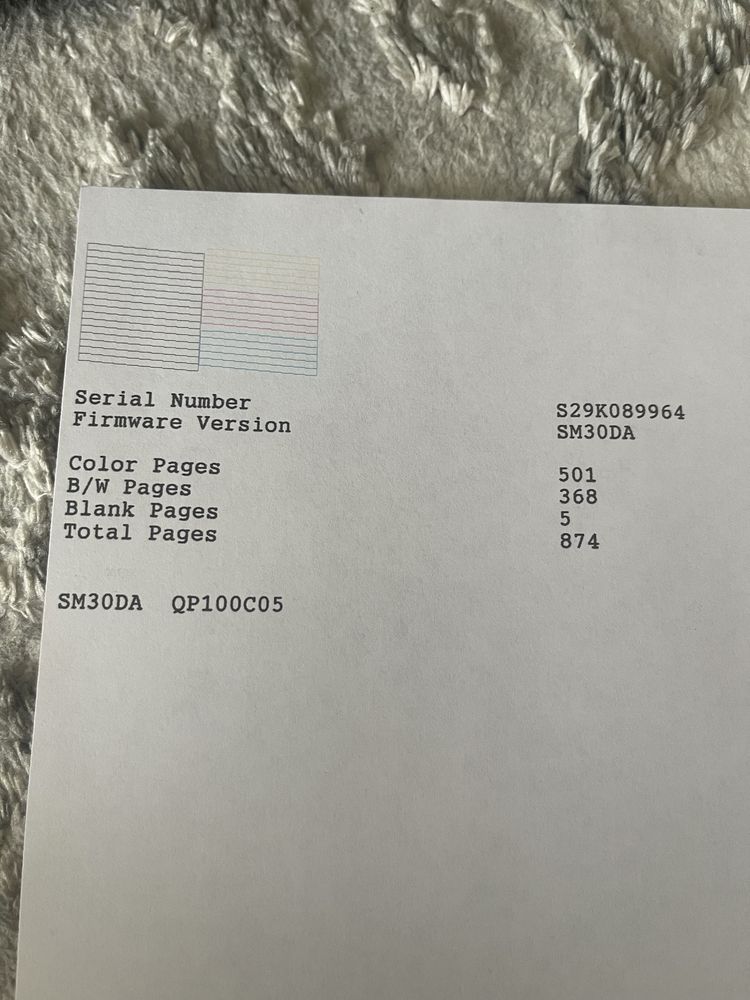 Serial Number S29K089964
Firmware Version SM30DA
Color Pages 501
B/W Pages 368
Blank Pages 5
Total Pages 874
SM30DA QP100C05